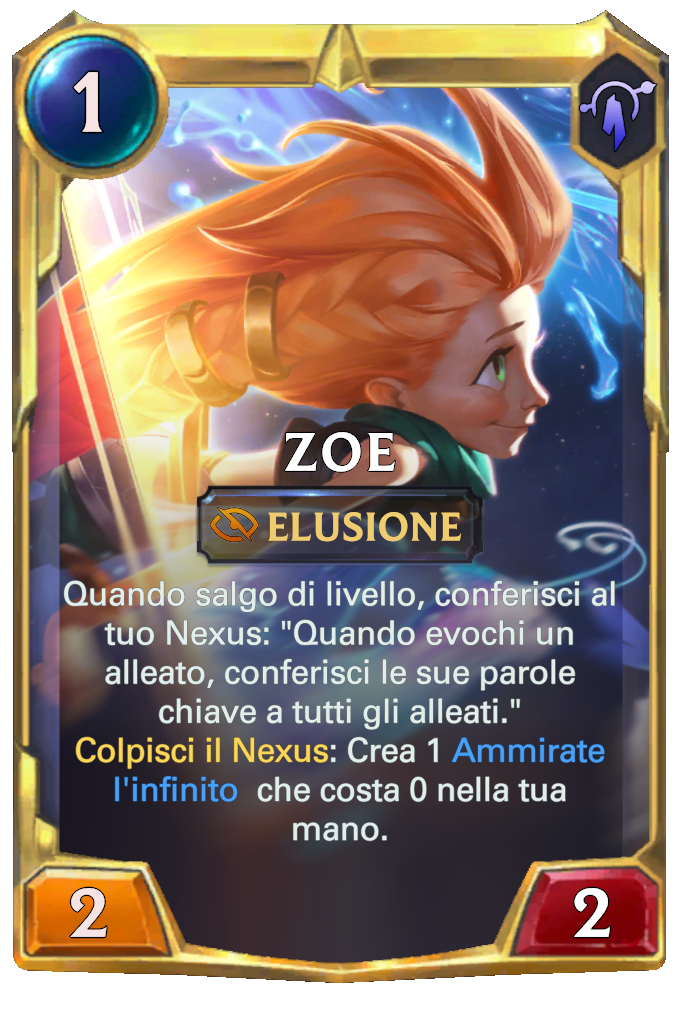 1
ZOE
ELUSIONE
Quando salgo di livello, conferisci al
tuo Nexus: "Quando evochi un
alleato, conferisci le sue parole
chiave a tutti gli alleati."
Colpisci il Nexus: Crea 1 Ammirate
l'infinito che costa 0 nella tua
mano.
2
2